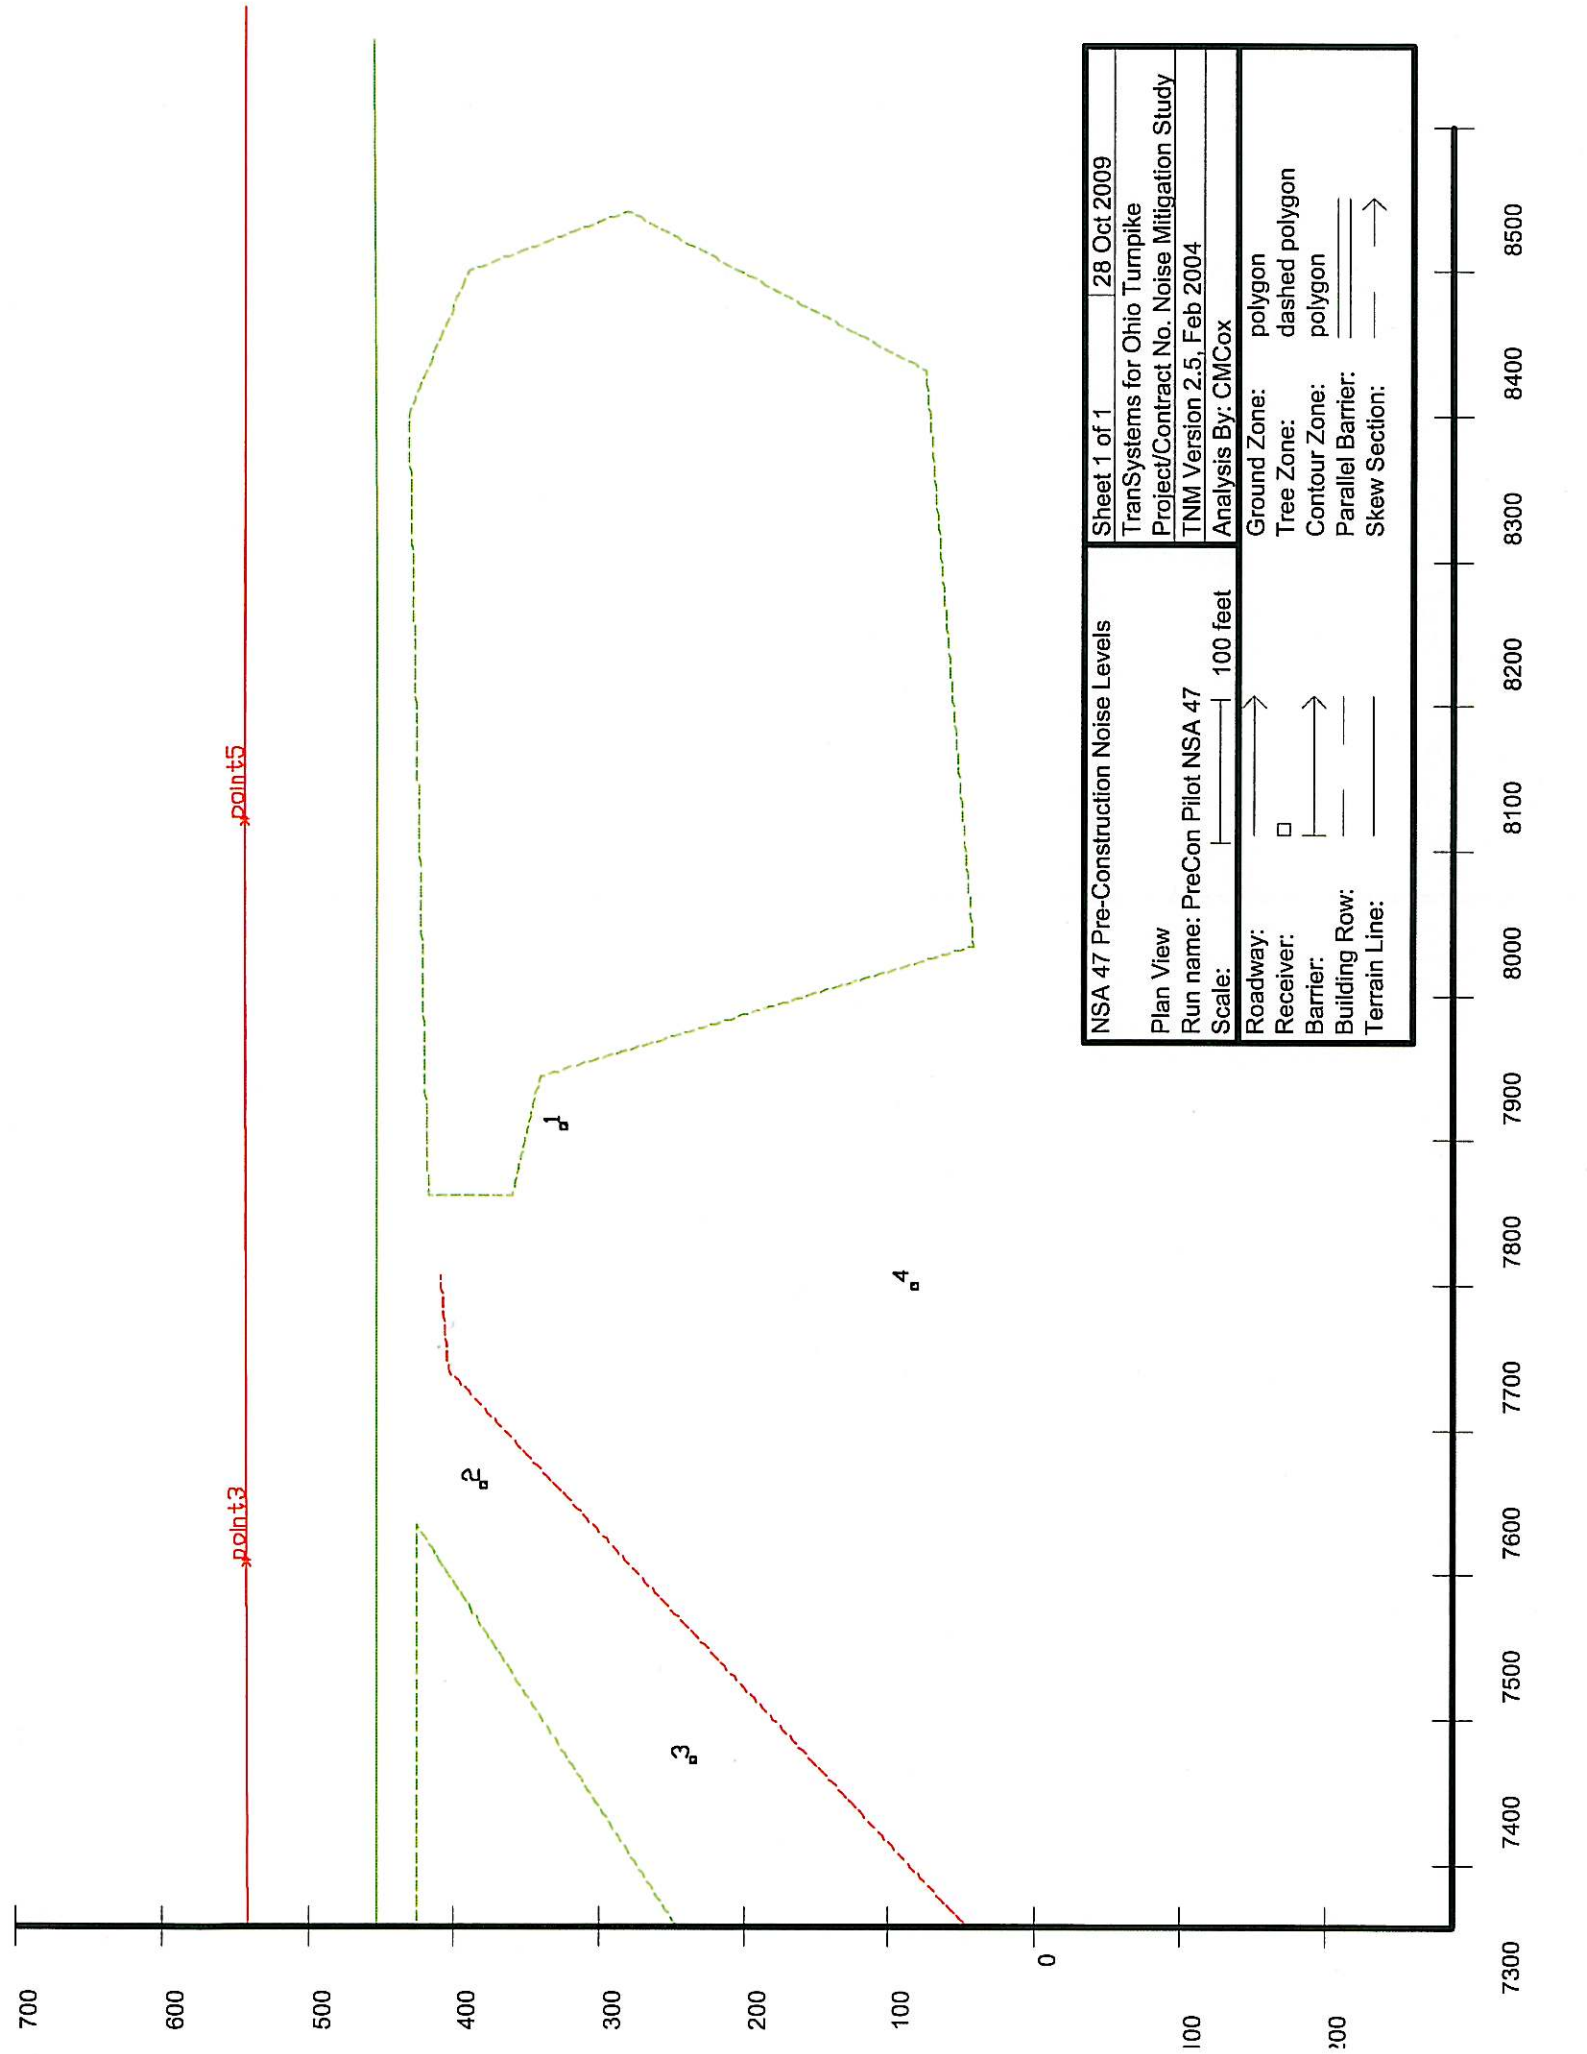 700
600
500
400
300
200
100
0
100
200
point3
point5
2
3
1
4
7300
7400
7500
7600
7700
7800
7900
8000
8100
8200
8300
8400
8500
NSA 47 Pre-Construction Noise Levels
Plan View
Run name: PreCon Pilot NSA 47
Scale: 100 feet
Sheet 1 of 1 28 Oct 2009
TranSystems for Ohio Turnpike
Project/Contract No. Noise Mitigation Study
TNM Version 2.5, Feb 2004
Analysis By: CMCox
Roadway:
Receiver:
Barrier:
Building Row:
Terrain Line:
Ground Zone: polygon
Tree Zone: dashed polygon
Contour Zone: polygon
Parallel Barrier:
Skew Section: